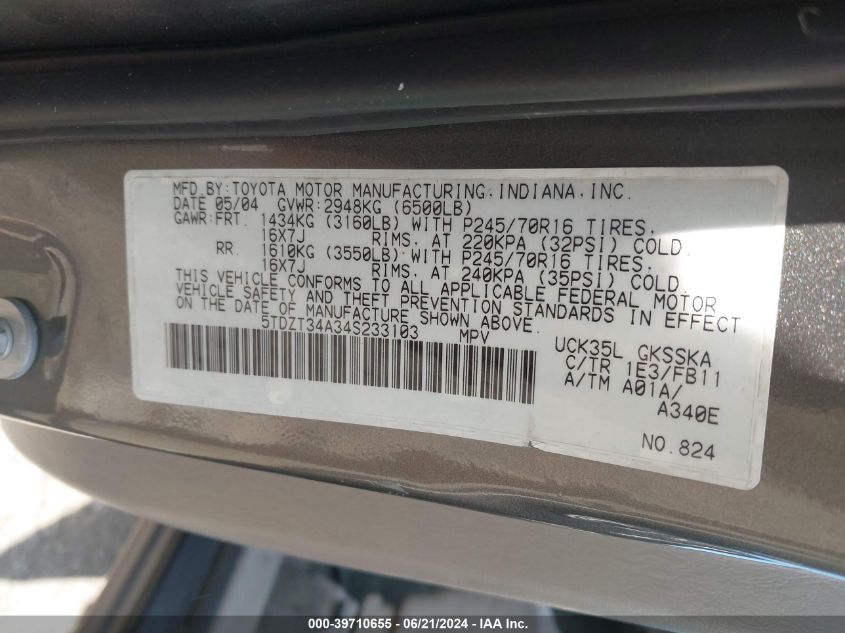 MFD.BY:TOYOTA MOTOR MANUFACTURING,INDIANA,INC.
DATE 05/04 GVWR:2948KG (6500LB)
GAWR:FRT. 1434KG (3160LB) WITH P245/70R16 TIRES,
16X7J RIMS, AT 220KPA (32PSI) COLD.
RR. 1610KG (3550LB) WITH P245/70R16 TIRES,
16X7J RIMS, AT 240KPA (35PSI) COLD.
THIS VEHICLE CONFORMS TO ALL APPLICABLE FEDERAL MOTOR
VEHICLE SAFETY AND THEFT PREVENTION STANDARDS IN EFFECT
ON THE DATE OF MANUFACTURE SHOWN ABOVE.
5TDZT34A34S233103 MPV
UCK35L GKSSKA
C/TR 1E3/FB11
A/TM A01A/
A340E
NO.824
000-39710655 - 06/21/2024 - IAA Inc.